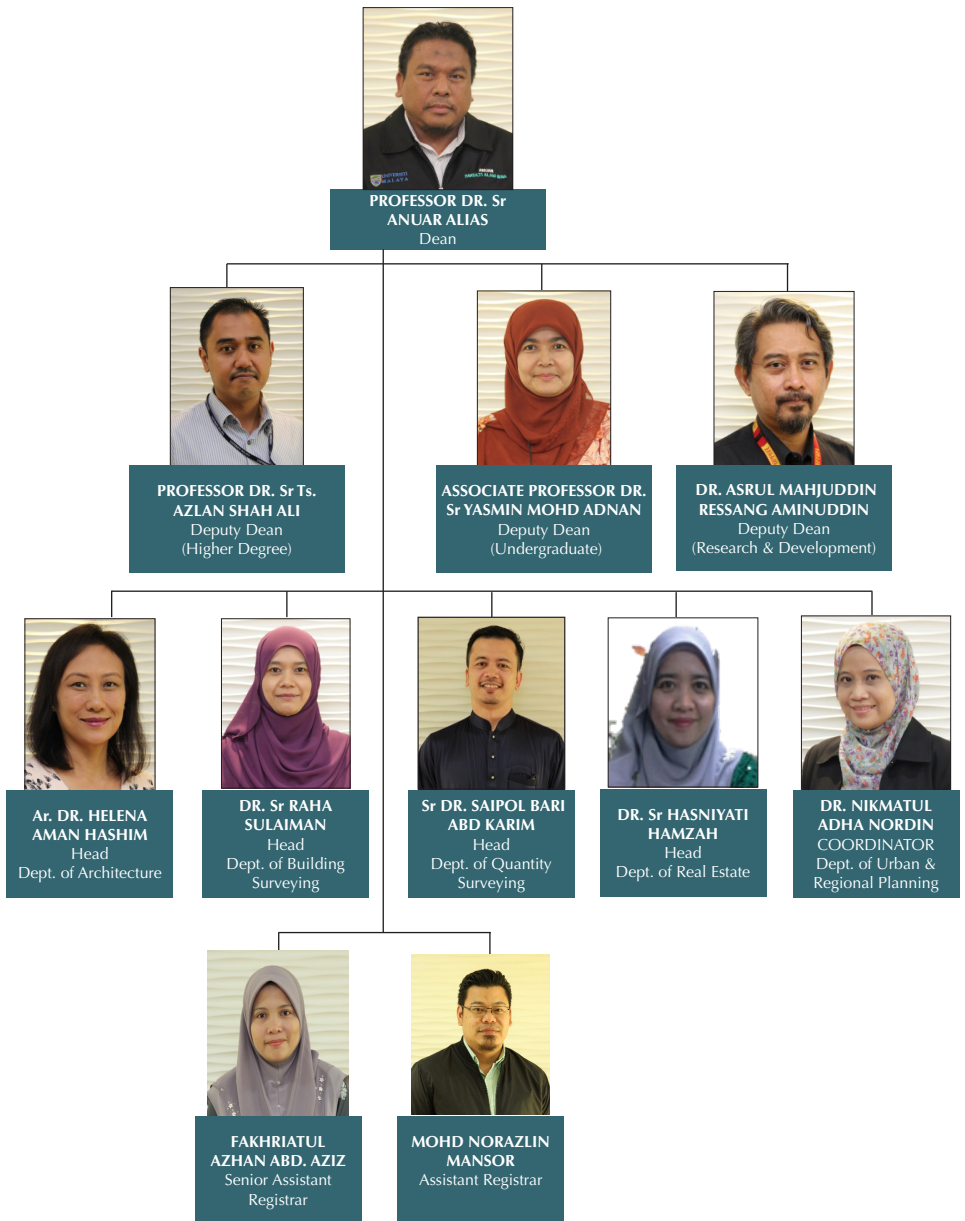 UNIVERSITI
MALAYA
PROFESSOR DR. Sr
ANUAR ALIAS
Dean
PROFESSOR DR. Sr Ts.
AZLAN SHAH ALI
Deputy Dean
(Higher Degree)
ASSOCIATE PROFESSOR DR.
Sr YASMIN MOHD ADNAN
Deputy Dean
(Undergraduate)
DR. ASRUL MAHJUDDIN
RESSANG AMINUDDIN
Deputy Dean
(Research & Development)
Ar. DR. HELENA
AMAN HASHIM
Head
Dept. of Architecture
DR. Sr RAHA
SULAIMAN
Head
Dept. of Building
Surveying
Sr DR. SAIPOL BARI
ABD KARIM
Head
Dept. of Quantity
Surveying
DR. Sr HASNIYATI
HAMZAH
Head
Dept. of Real Estate
DR. NIKMATUL
ADHA NORDIN
COORDINATOR
Dept. of Urban &
Regional Planning
FAKHRIATUL
AZHAN ABD. AZIZ
Senior Assistant
Registrar
MOHD NORAZLIN
MANSOR
Assistant Registrar